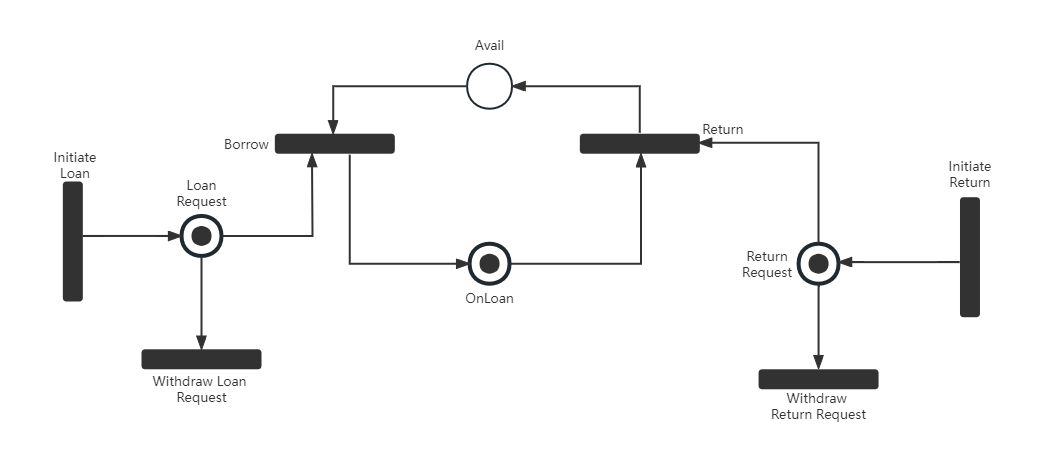 Avail
Borrow
Return
Initiate
Loan
Loan
Request
Initiate
Return
Return
Request
OnLoan
Withdraw Loan
Request
Withdraw
Return Request